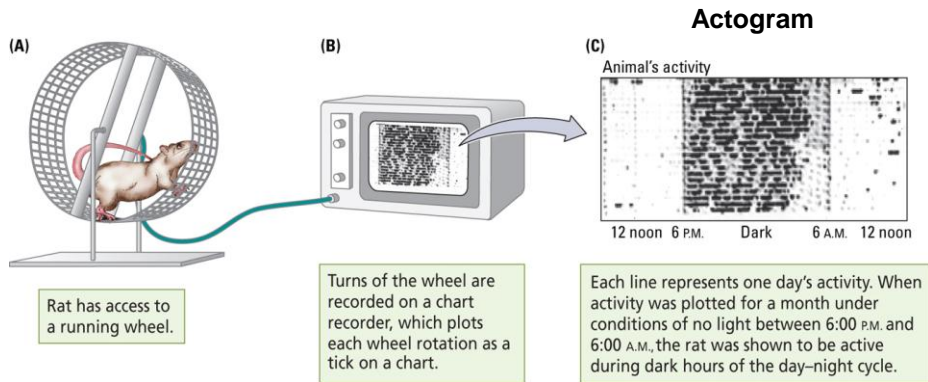 Actogram
(A)
(B)
(C)
Animal's activity
12 noon 6 P.M. Dark 6 A.M. 12 noon
Rat has access to
a running wheel.
Turns of the wheel are
recorded on a chart
recorder, which plots
each wheel rotation as a
tick on a chart.
Each line represents one day's activity. When
activity was plotted for a month under
conditions of no light between 6:00 P.M. and
6:00 A.M., the rat was shown to be active
during dark hours of the day–night cycle.